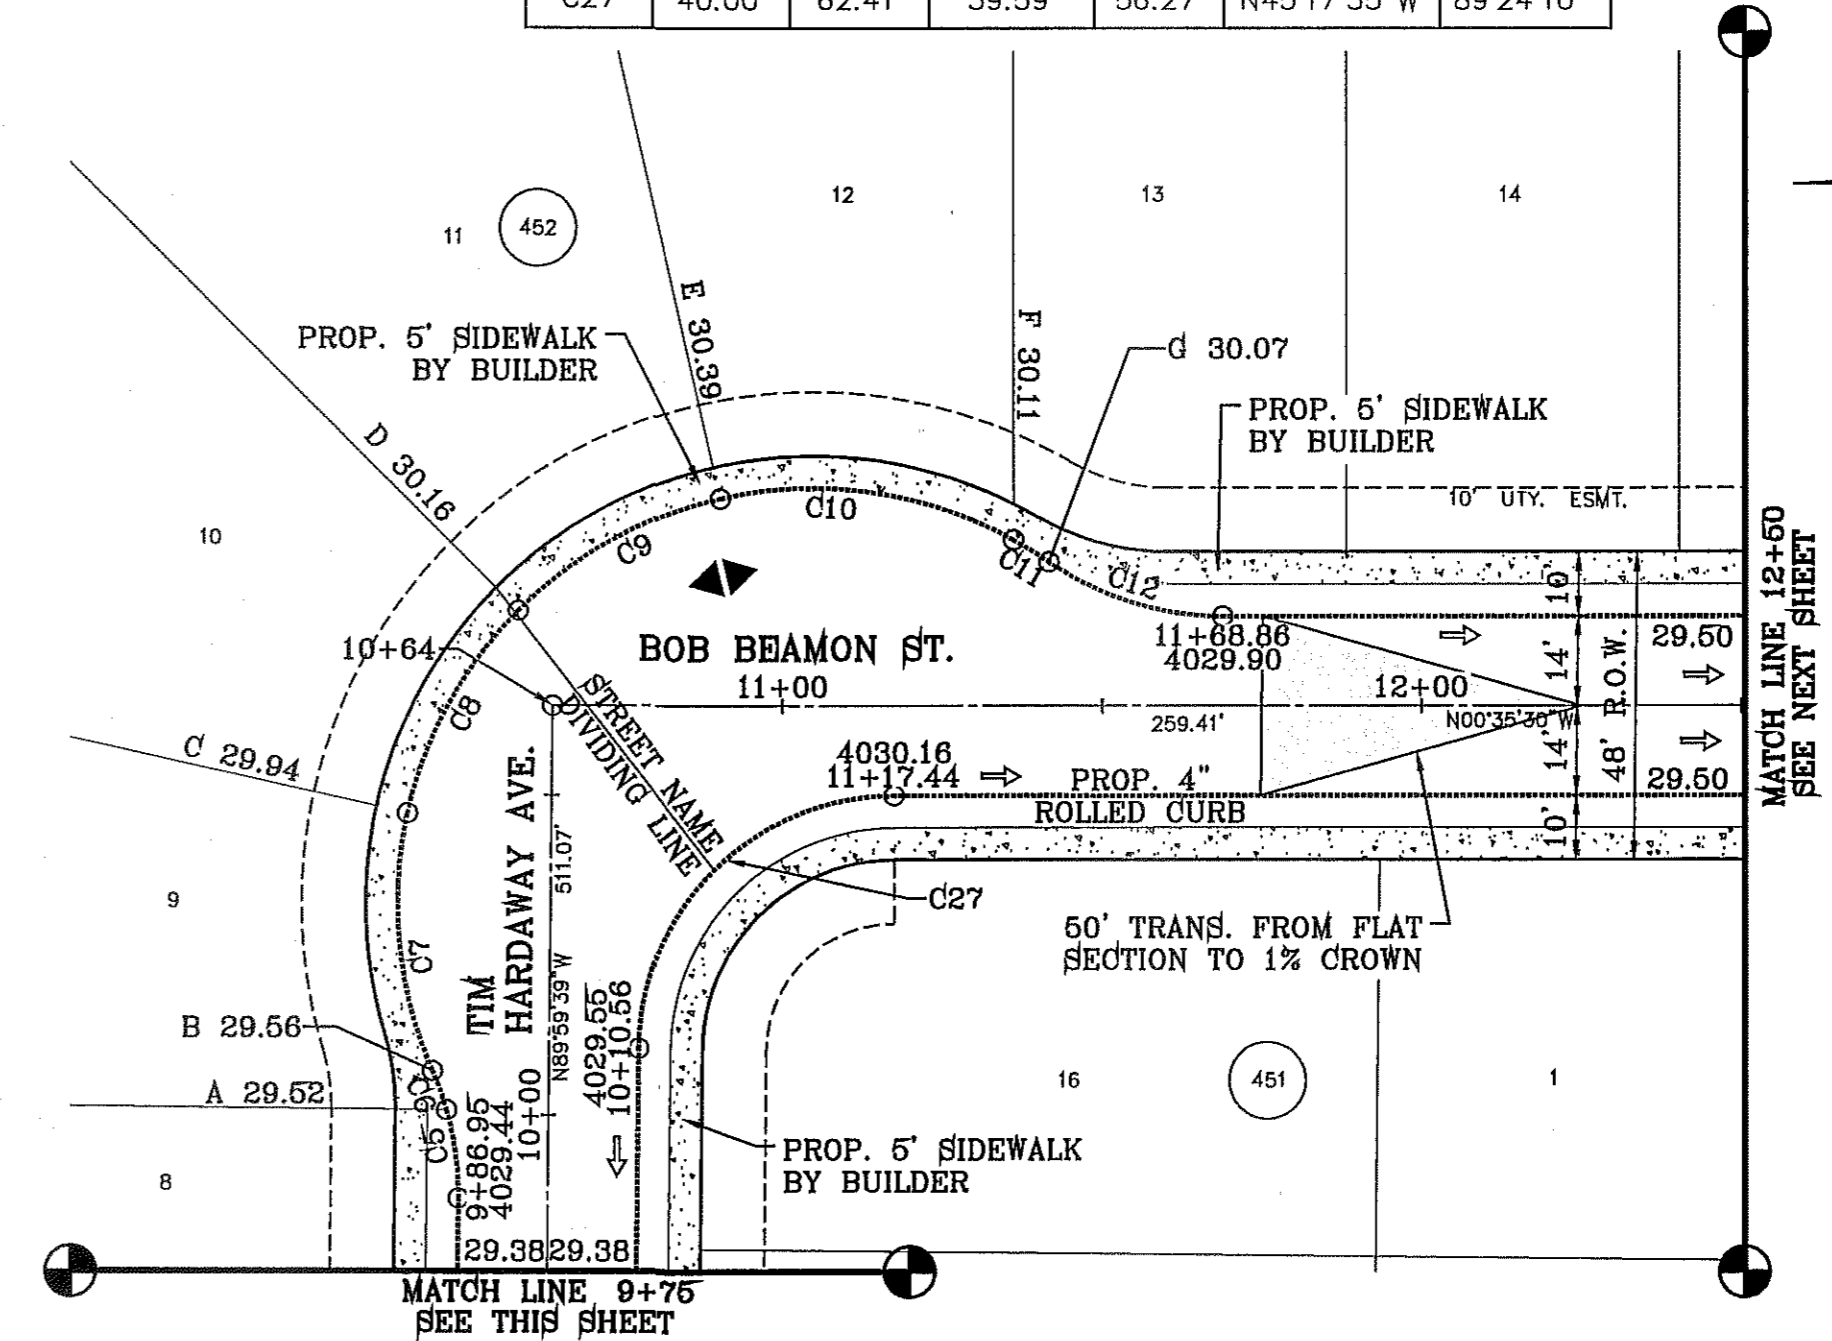 C27 40.00 62.41 39.59 56.27 N45°17'35"W 89°24'10"
11
452
12
13
14
E 30.39
F 30.11
G 30.07
PROP. 5' SIDEWALK
BY BUILDER
PROP. 5' SIDEWALK
BY BUILDER
D 30.16
10
C9
C10
C11
C12
10' UTY. ESMT.
MATCH LINE 12+50
SEE NEXT SHEET
10+64
BOB BEAMON ST.
11+00
11+68.86
4029.90
12+00
29.50
10'
14'
14'
10'
48' R.O.W.
C8
STREET NAME
DIVIDING LINE
259.41'
N00°35'30"W
C 29.94
4030.16
11+17.44
PROP. 4"
ROLLED CURB
29.50
9
C7
TIM
HARDAWAY AVE.
511.07'
N89°59'39"W
C27
50' TRANS. FROM FLAT
SECTION TO 1% CROWN
B 29.56
A 29.52
C6
C5
9+86.95
4029.44
10+00
4029.55
10+10.56
16
451
1
8
PROP. 5' SIDEWALK
BY BUILDER
29.38
29.38
MATCH LINE 9+75
SEE THIS SHEET